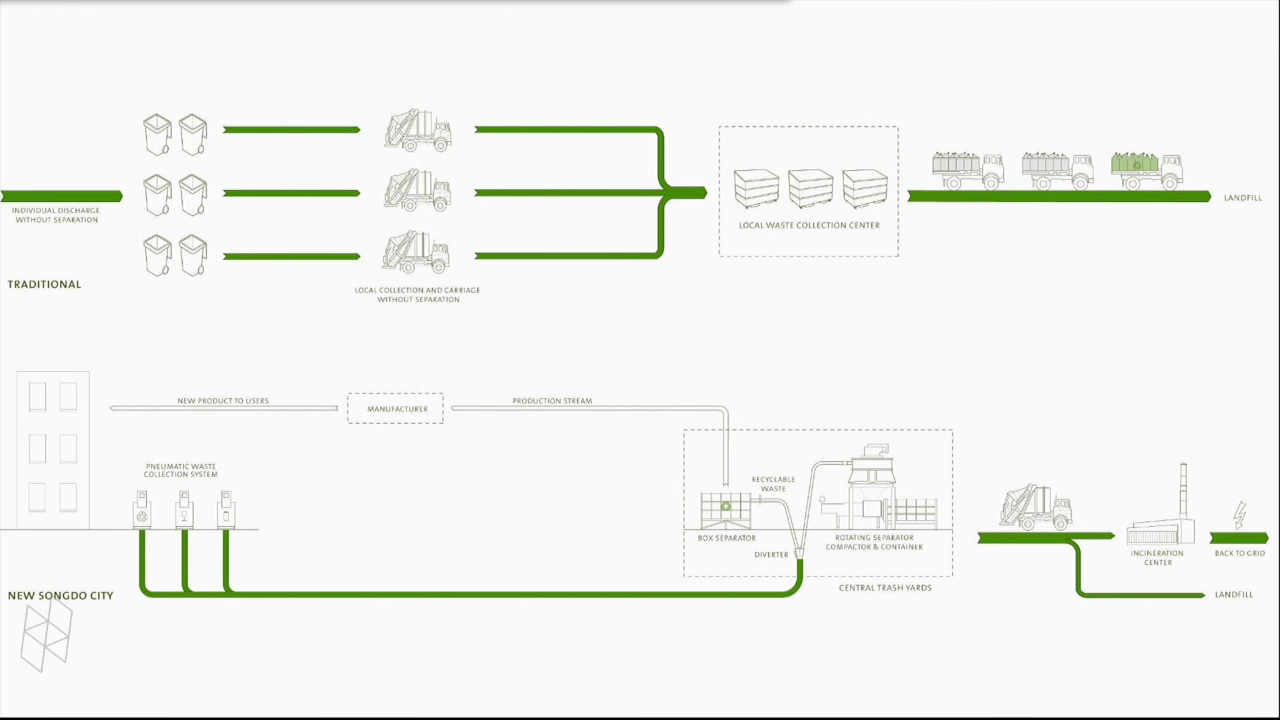 INDIVIDUAL DISCHARGE
WITHOUT SEPARATION
TRADITIONAL
LOCAL COLLECTION AND CARRIAGE
WITHOUT SEPARATION
LOCAL WASTE COLLECTION CENTER
LANDFILL
NEW PRODUCT TO USERS
MANUFACTURER
PRODUCTION STREAM
PNEUMATIC WASTE
COLLECTION SYSTEM
RECYCLABLE
WASTE
BOX SEPARATOR
DIVERTER
ROTATING SEPARATOR
COMPACTOR & CONTAINER
CENTRAL TRASH YARDS
INCINERATION
CENTER
BACK TO GRID
LANDFILL
NEW SONGDO CITY